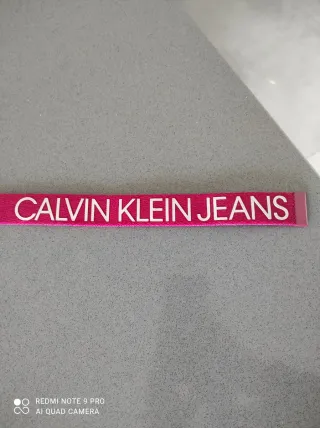 CALVIN KLEIN JEANS
REDMI NOTE 9 PRO
AI QUAD CAMERA